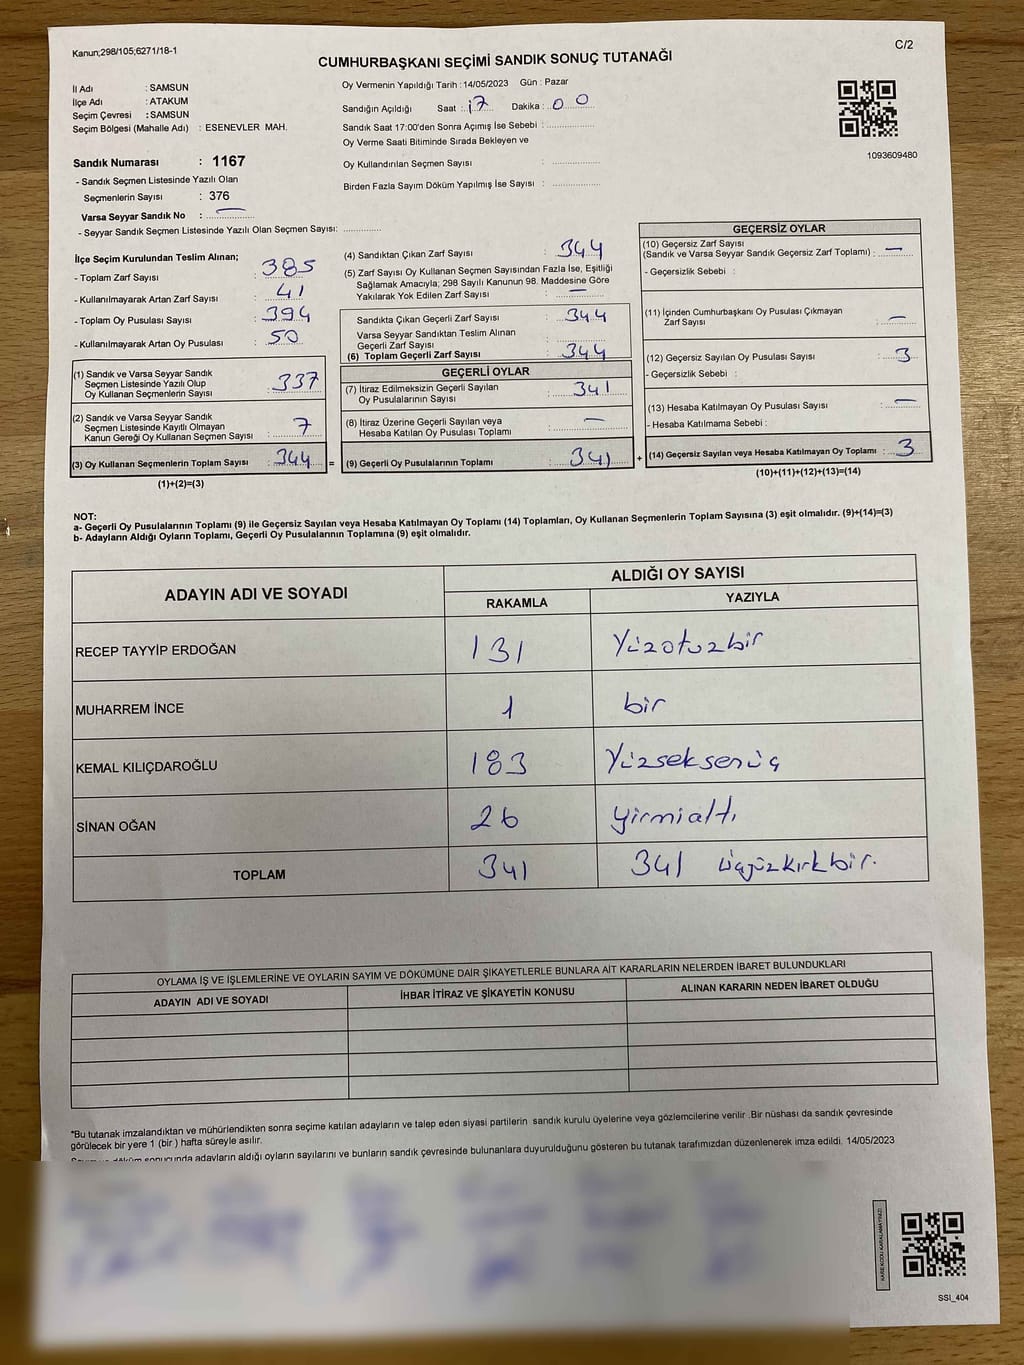 Kanun;298/105;6271/18-1
C/2
CUMHURBAŞKANI SEÇİMİ SANDIK SONUÇ TUTANAĞI
İl Adı : SAMSUN
İlçe Adı : ATAKUM
Seçim Çevresi : SAMSUN
Seçim Bölgesi (Mahalle Adı) : ESENEVLER MAH.
Sandık Numarası : 1167
- Sandık Seçmen Listesinde Yazılı Olan
Seçmenlerin Sayısı : 376
Varsa Seyyar Sandık No : —
- Seyyar Sandık Seçmen Listesinde Yazılı Olan Seçmen Sayısı:
Oy Vermenin Yapıldığı Tarih : 14/05/2023 Gün : Pazar
Sandığın Açıldığı Saat : 17 Dakika : 00
Sandık Saat 17:00'den Sonra Açımış İse Sebebi :
Oy Verme Saati Bitiminde Sırada Bekleyen ve
Oy Kullandırılan Seçmen Sayısı :
Birden Fazla Sayım Döküm Yapılmış İse Sayısı :
1093609480
İlçe Seçim Kurulundan Teslim Alınan;
- Toplam Zarf Sayısı : 385
- Kullanılmayarak Artan Zarf Sayısı : 41
- Toplam Oy Pusulası Sayısı : 394
- Kullanılmayarak Artan Oy Pusulası : 50
(1) Sandık ve Varsa Seyyar Sandık
Seçmen Listesinde Yazılı Olup
Oy Kullanan Seçmenlerin Sayısı : 337
(2) Sandık ve Varsa Seyyar Sandık
Seçmen Listesinde Kayıtlı Olmayan
Kanun Gereği Oy Kullanan Seçmen Sayısı : 7
(3) Oy Kullanan Seçmenlerin Toplam Sayısı : 344 =
(1)+(2)=(3)
(4) Sandıktan Çıkan Zarf Sayısı : 344
(5) Zarf Sayısı Oy Kullanan Seçmen Sayısından Fazla İse, Eşitliği
Sağlamak Amacıyla; 298 Sayılı Kanunun 98. Maddesine Göre
Yakılarak Yok Edilen Zarf Sayısı : —
Sandıkta Çıkan Geçerli Zarf Sayısı : 344
Varsa Seyyar Sandıktan Teslim Alınan
Geçerli Zarf Sayısı :
(6) Toplam Geçerli Zarf Sayısı : 344
GEÇERLİ OYLAR
(7) İtiraz Edilmeksizin Geçerli Sayılan
Oy Pusulalarının Sayısı : 341
(8) İtiraz Üzerine Geçerli Sayılan veya
Hesaba Katılan Oy Pusulası Toplamı : —
(9) Geçerli Oy Pusulalarının Toplamı : 341 +
GEÇERSİZ OYLAR
(10) Geçersiz Zarf Sayısı
(Sandık ve Varsa Seyyar Sandık Geçersiz Zarf Toplamı) : —
- Geçersizlik Sebebi :
(11) İçinden Cumhurbaşkanı Oy Pusulası Çıkmayan
Zarf Sayısı : —
(12) Geçersiz Sayılan Oy Pusulası Sayısı : 3
- Geçersizlik Sebebi :
(13) Hesaba Katılmayan Oy Pusulası Sayısı : —
- Hesaba Katılmama Sebebi :
(14) Geçersiz Sayılan veya Hesaba Katılmayan Oy Toplamı : 3
(10)+(11)+(12)+(13)=(14)
NOT:
a- Geçerli Oy Pusulalarının Toplamı (9) ile Geçersiz Sayılan veya Hesaba Katılmayan Oy Toplamı (14) Toplamları, Oy Kullanan Seçmenlerin Toplam Sayısına (3) eşit olmalıdır. (9)+(14)=(3)
b- Adayların Aldığı Oyların Toplamı, Geçerli Oy Pusulalarının Toplamına (9) eşit olmalıdır.
ADAYIN ADI VE SOYADI
ALDIĞI OY SAYISI
RAKAMLA YAZIYLA
RECEP TAYYİP ERDOĞAN 131 Yüzotuzbir
MUHARREM İNCE 1 bir
KEMAL KILIÇDAROĞLU 183 Yüzseksenüç
SİNAN OĞAN 26 yirmialtı
TOPLAM 341 341 üçyüzkırkbir.
OYLAMA İŞ VE İŞLEMLERİNE VE OYLARIN SAYIM VE DÖKÜMÜNE DAİR ŞİKAYETLERLE BUNLARA AİT KARARLARIN NELERDEN İBARET BULUNDUKLARI
ADAYIN ADI VE SOYADI İHBAR İTİRAZ VE ŞİKAYETİN KONUSU ALINAN KARARIN NEDEN İBARET OLDUĞU
*Bu tutanak imzalandıktan ve mühürlendikten sonra seçime katılan adayların ve talep eden siyasi partilerin sandık kurulu üyelerine veya gözlemcilerine verilir .Bir nüshası da sandık çevresinde
görülecek bir yere 1 (bir ) hafta süreyle asılır.
sonucunda adayların aldığı oyların sayılarını ve bunların sandık çevresinde bulunanlara duyurulduğunu gösteren bu tutanak tarafımızdan düzenlenerek imza edildi. 14/05/2023
SSI_404